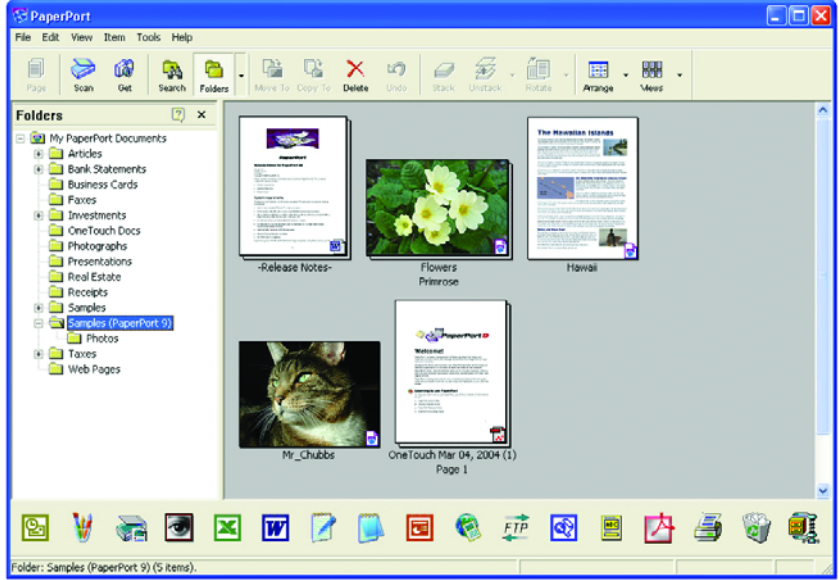 PaperPort
File Edit View Item Tools Help
Page Scan Get Search Folders Move To Copy To Delete Undo Stack Unstack Rotate Arrange Views
Folders
My PaperPort Documents
Articles
Bank Statements
Business Cards
Faxes
Investments
OneTouch Docs
Photographs
Presentations
Real Estate
Receipts
Samples
Samples (PaperPort 9)
Photos
Taxes
Web Pages
PaperPort
-Release Notes-
Flowers
Primrose
The Hawaiian Islands
Hawaii
Mr_Chubbs
PaperPort
Welcome!
OneTouch Mar 04, 2004 (1)
Page 1
FTP
Folder: Samples (PaperPort 9) (5 items).